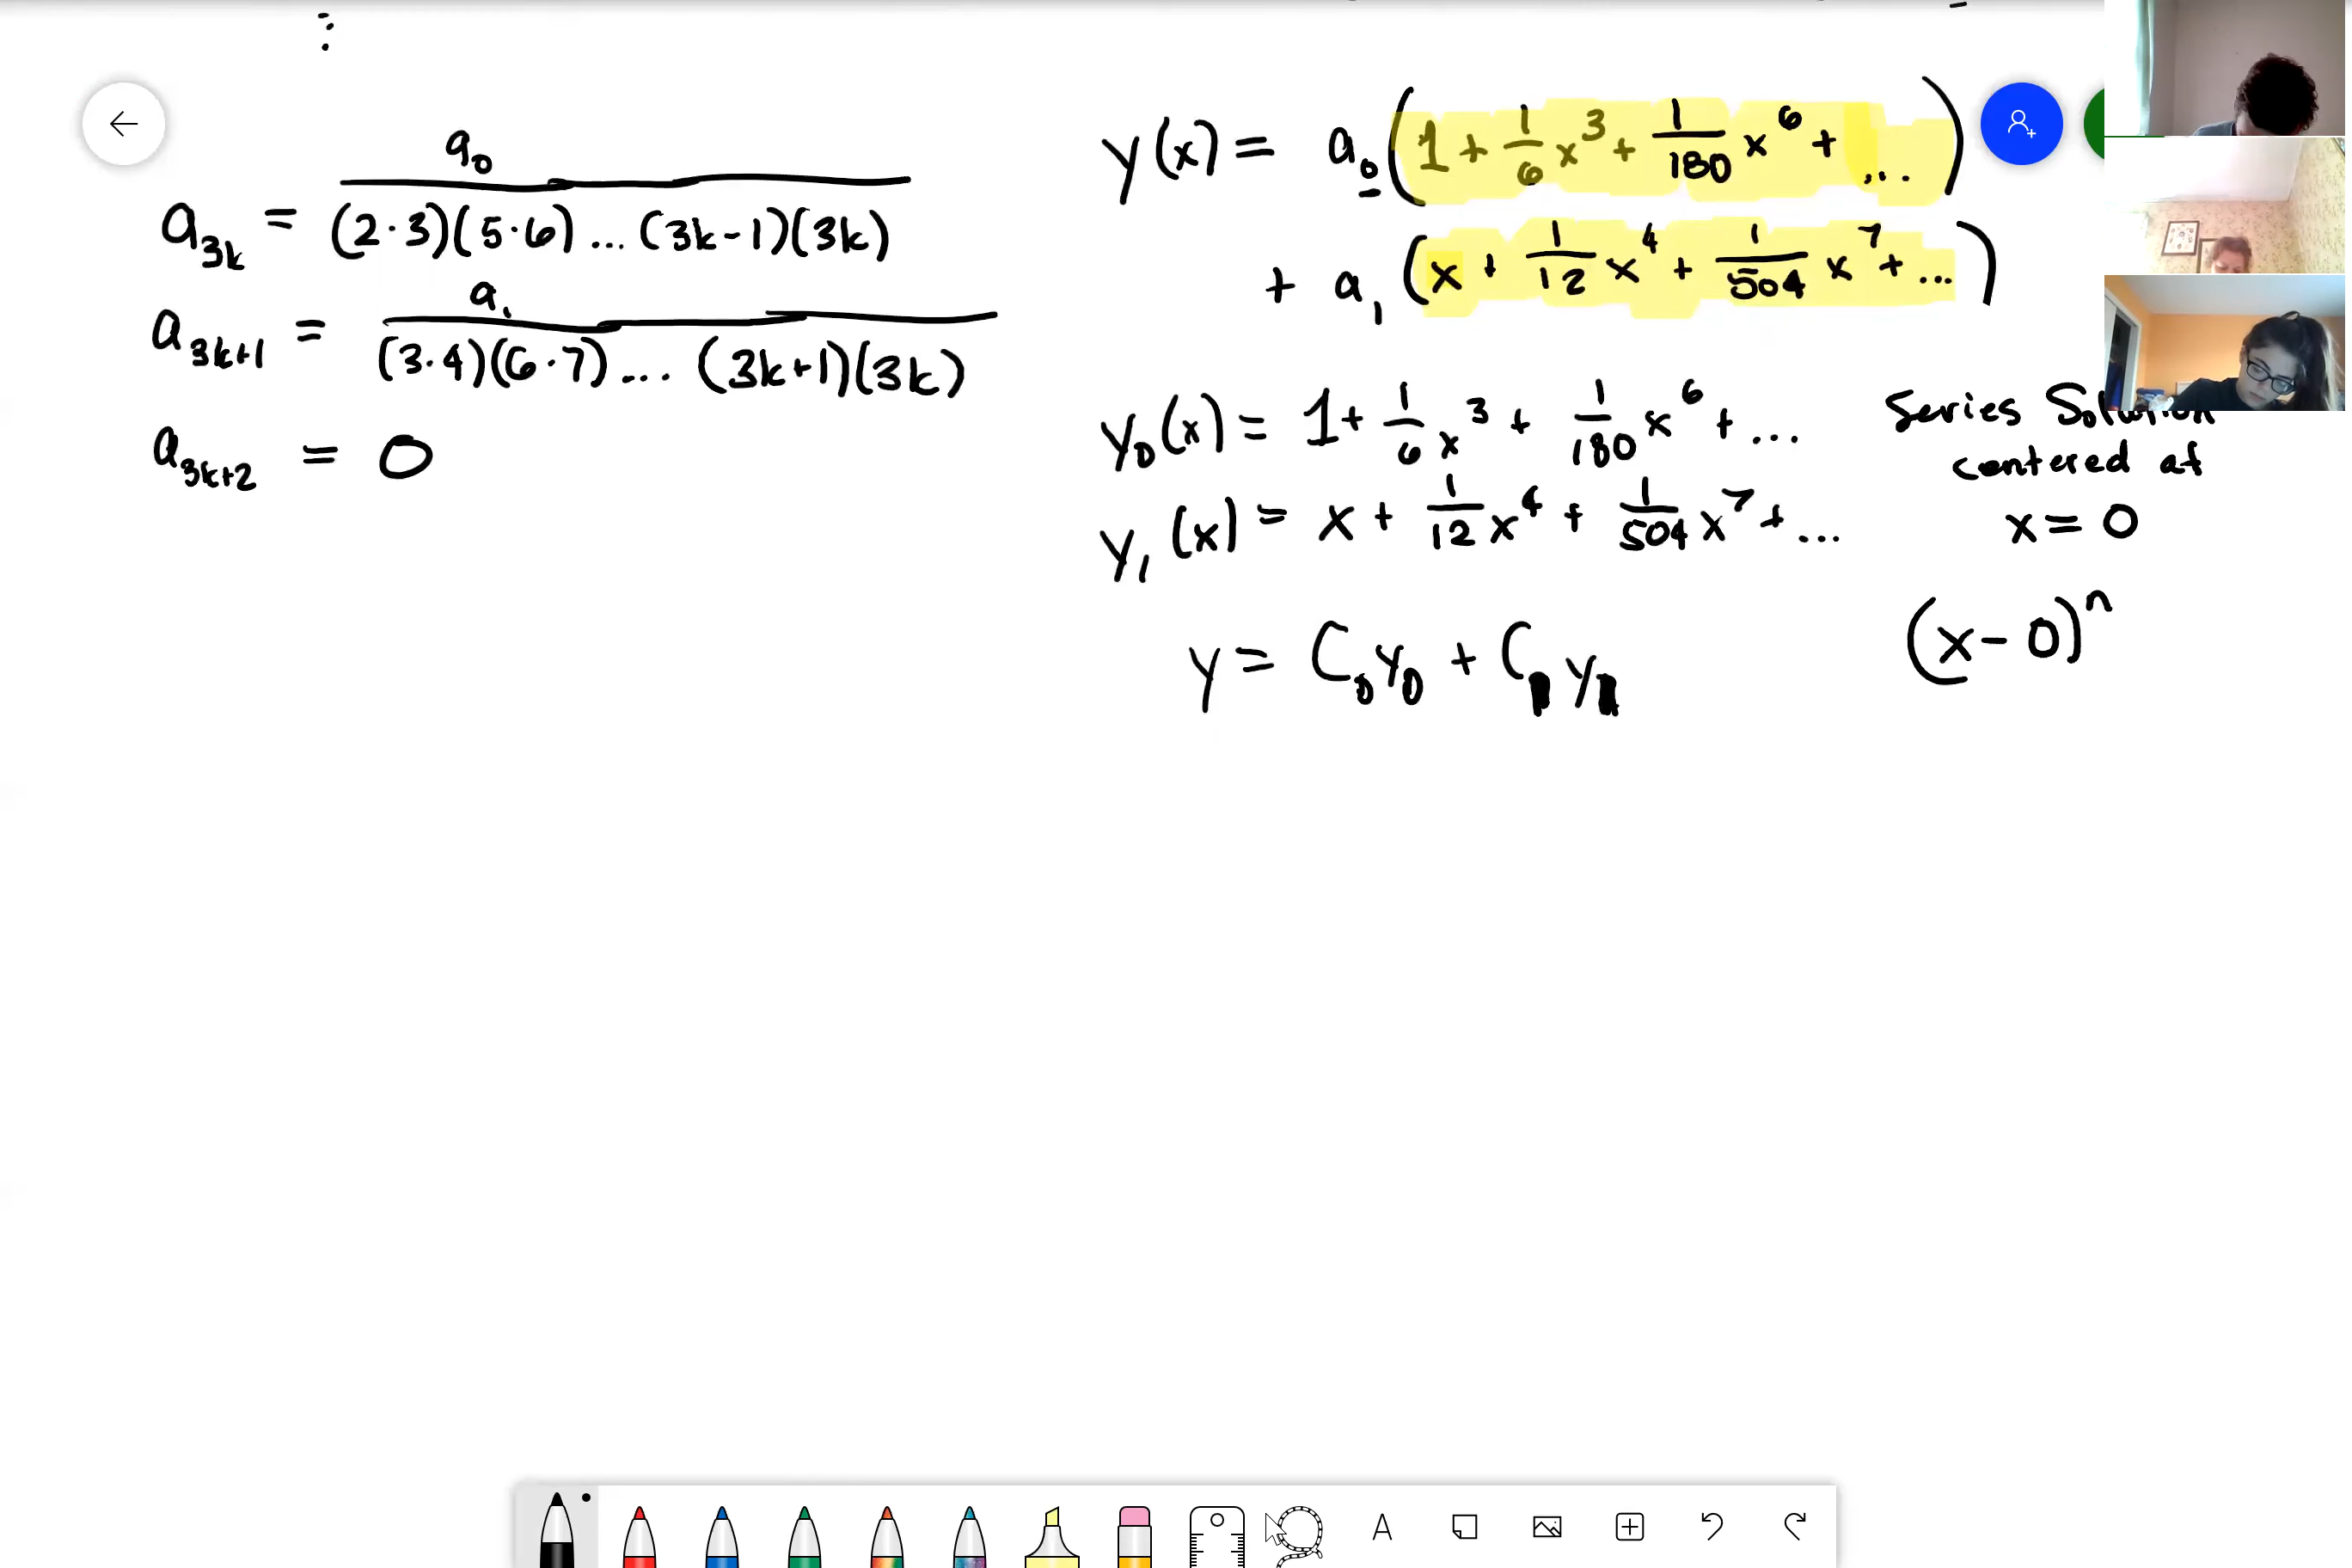 ⋮
a_{3k} = a_0 / (2·3)(5·6)...(3k-1)(3k)
a_{3k+1} = a_1 / (3·4)(6·7)...(3k+1)(3k)
a_{3k+2} = 0
y(x) = a_0 (1 + 1/6 x^3 + 1/180 x^6 + ...)
+ a_1 (x + 1/12 x^4 + 1/504 x^7 + ...)
y_0(x) = 1 + 1/6 x^3 + 1/180 x^6 + ...
y_1(x) = x + 1/12 x^4 + 1/504 x^7 + ...
y = C_0 y_0 + C_1 y_1
Series Solution
centered at
x = 0
(x - 0)^n
A